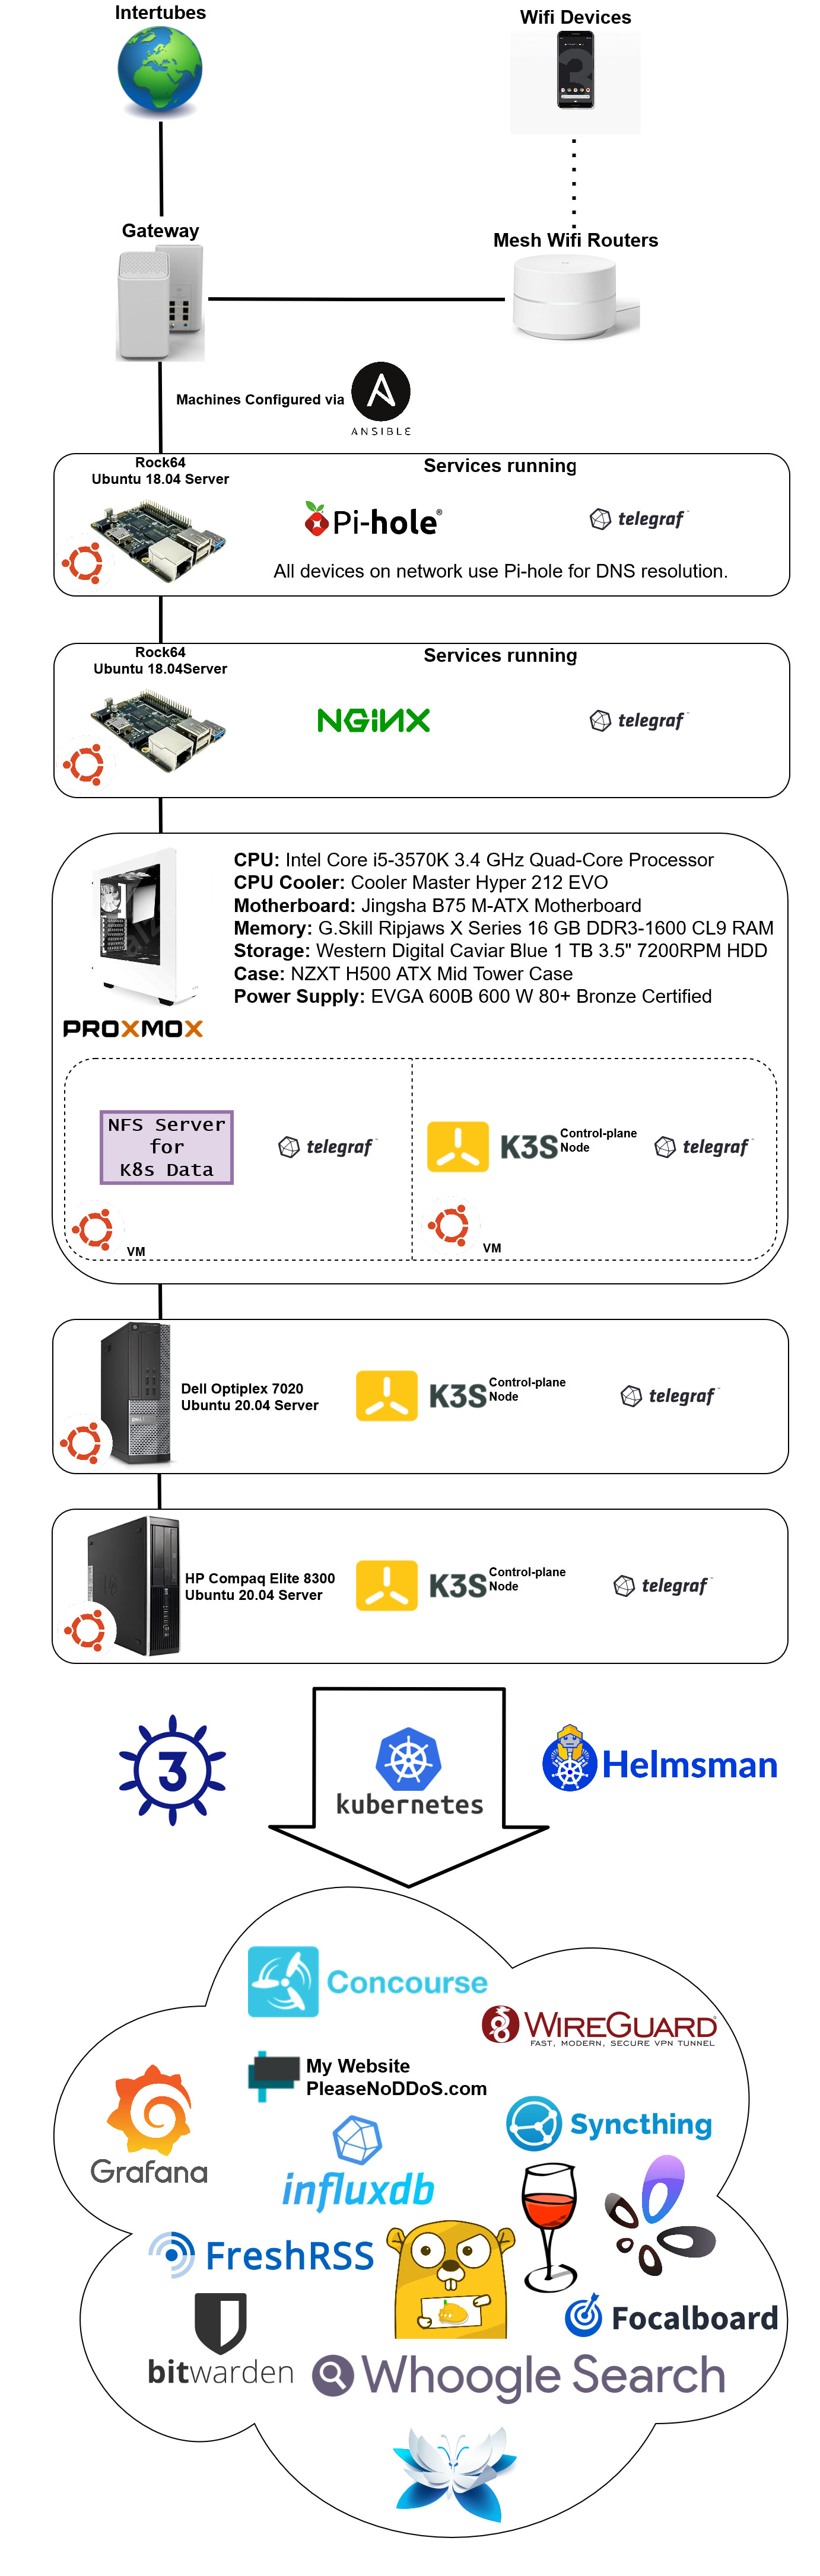 Intertubes
Wifi Devices
Gateway
Mesh Wifi Routers
Machines Configured via
ANSIBLE
Rock64
Ubuntu 18.04 Server
Services running
Pi-hole®
telegraf
All devices on network use Pi-hole for DNS resolution.
Rock64
Ubuntu 18.04Server
Services running
NGINX
telegraf
CPU: Intel Core i5-3570K 3.4 GHz Quad-Core Processor
CPU Cooler: Cooler Master Hyper 212 EVO
Motherboard: Jingsha B75 M-ATX Motherboard
Memory: G.Skill Ripjaws X Series 16 GB DDR3-1600 CL9 RAM
Storage: Western Digital Caviar Blue 1 TB 3.5" 7200RPM HDD
Case: NZXT H500 ATX Mid Tower Case
Power Supply: EVGA 600B 600 W 80+ Bronze Certified
PROXMOX
NFS Server
for
K8s Data
telegraf
VM
K3S
Control-plane
Node
telegraf
VM
Dell Optiplex 7020
Ubuntu 20.04 Server
K3S
Control-plane
Node
telegraf
HP Compaq Elite 8300
Ubuntu 20.04 Server
K3S
Control-plane
Node
telegraf
3
kubernetes
Helmsman
Concourse
WIREGUARD
FAST, MODERN, SECURE VPN TUNNEL
My Website
PleaseNoDDoS.com
Grafana
Syncthing
influxdb
FreshRSS
Focalboard
bitwarden
Whoogle Search